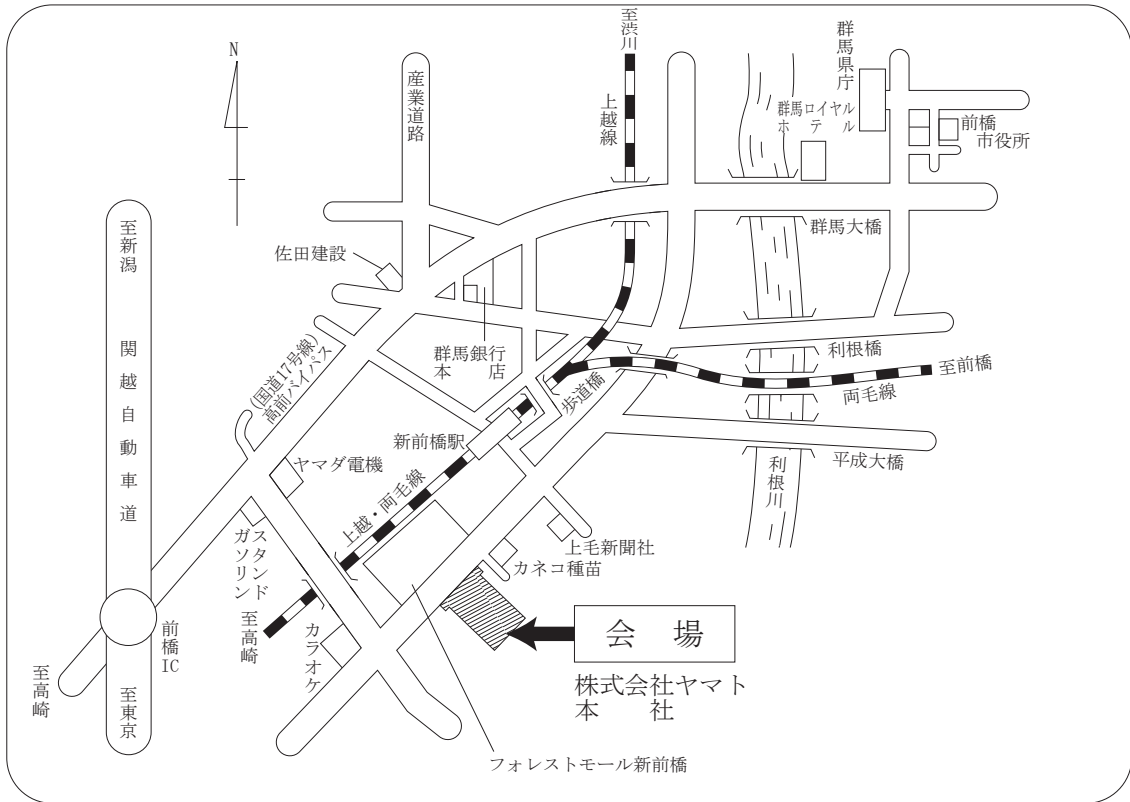 N
至渋川
上越線
産業道路
群馬県庁
群馬ロイヤル
ホテル
前橋
市役所
群馬大橋
至新潟
関越自動車道
佐田建設
群馬銀行
本店
(国道17号線)
高前バイパス
利根橋
至前橋
両毛線
歩道橋
新前橋駅
平成大橋
利根川
ヤマダ電機
上越・両毛線
ガソリン
スタンド
上毛新聞社
カネコ種苗
至高崎
カラオケ
前橋
IC
至高崎
至東京
会場
株式会社ヤマト
本社
フォレストモール新前橋